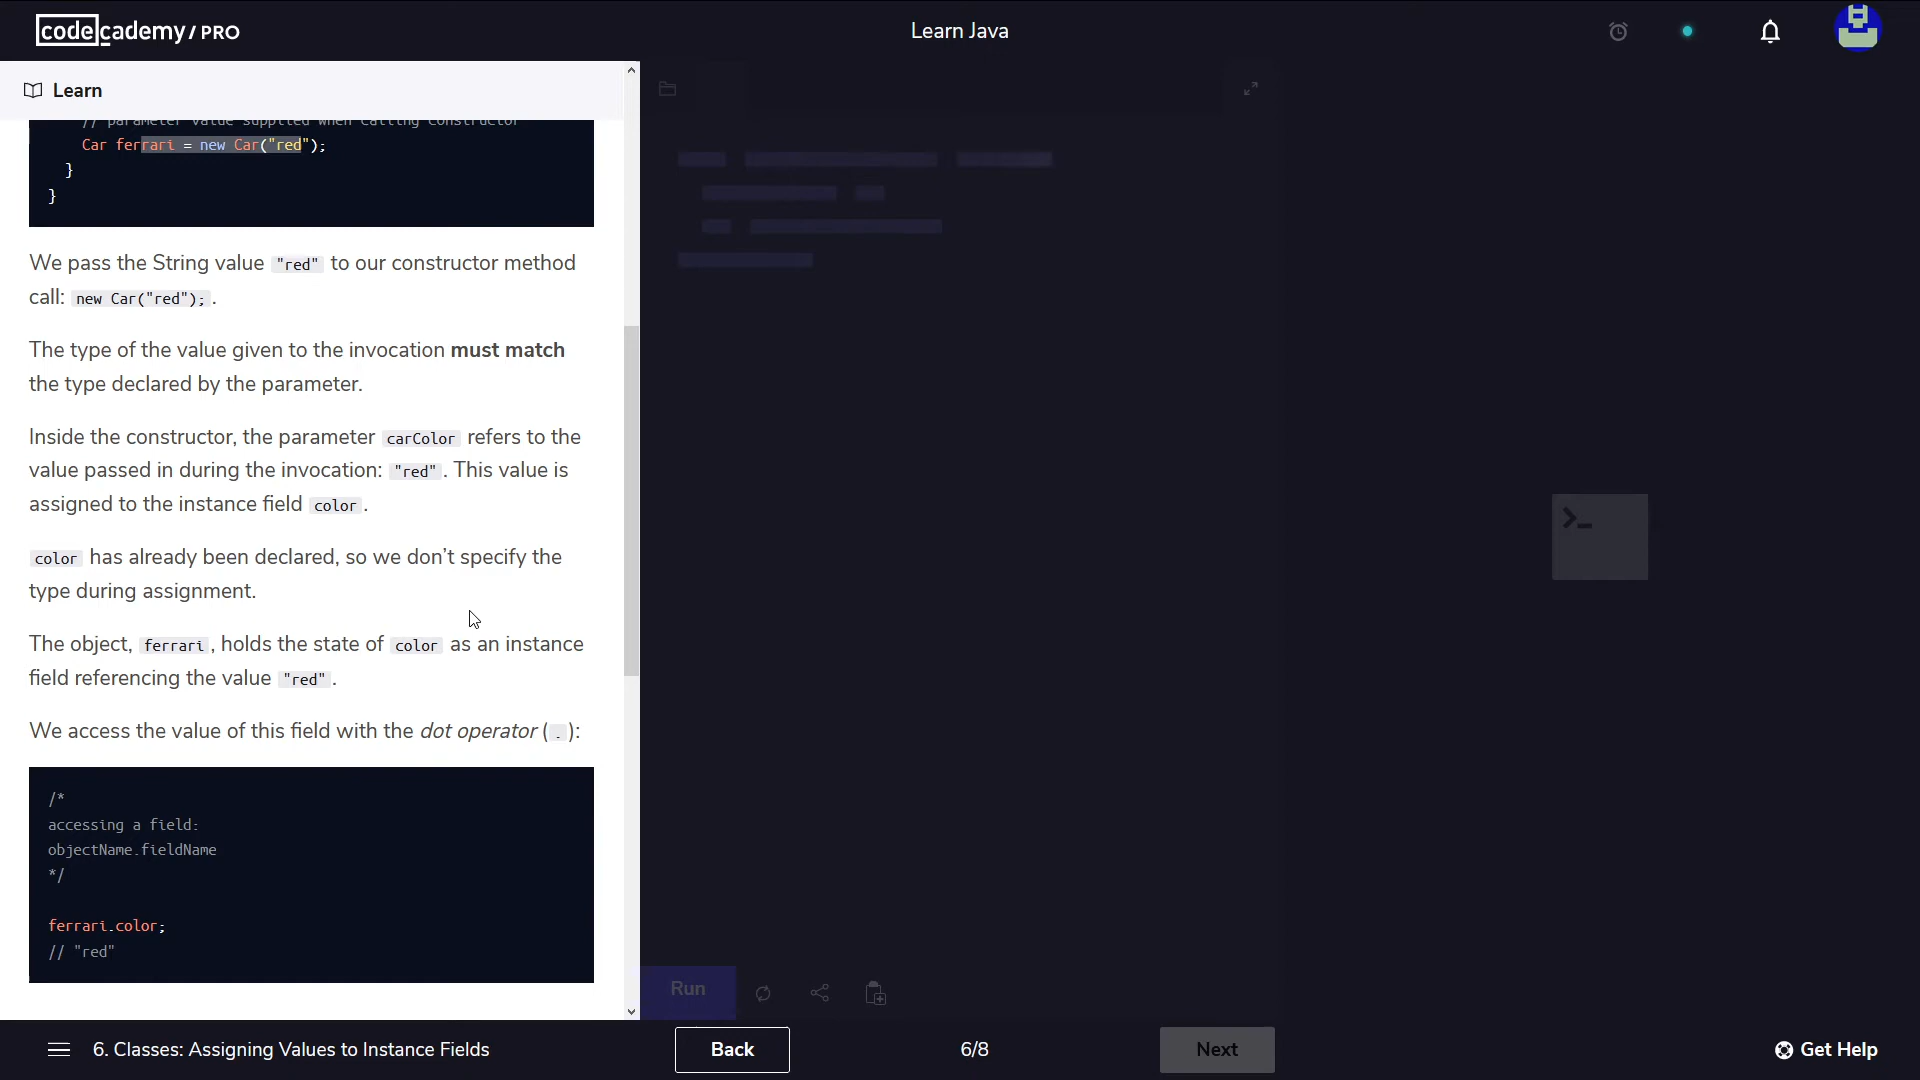 codecademy / PRO
Learn Java
Learn
// parameter value supplied when calling constructor
Car ferrari = new Car("red");
}
}
We pass the String value "red" to our constructor method
call: new Car("red"); .
The type of the value given to the invocation must match
the type declared by the parameter.
Inside the constructor, the parameter carColor refers to the
value passed in during the invocation: "red" . This value is
assigned to the instance field color .
color has already been declared, so we don’t specify the
type during assignment.
The object, ferrari , holds the state of color as an instance
field referencing the value "red" .
We access the value of this field with the dot operator ( . ):
/*
accessing a field:
objectName.fieldName
*/
ferrari.color;
// "red"
Run
6. Classes: Assigning Values to Instance Fields
Back
6/8
Next
Get Help